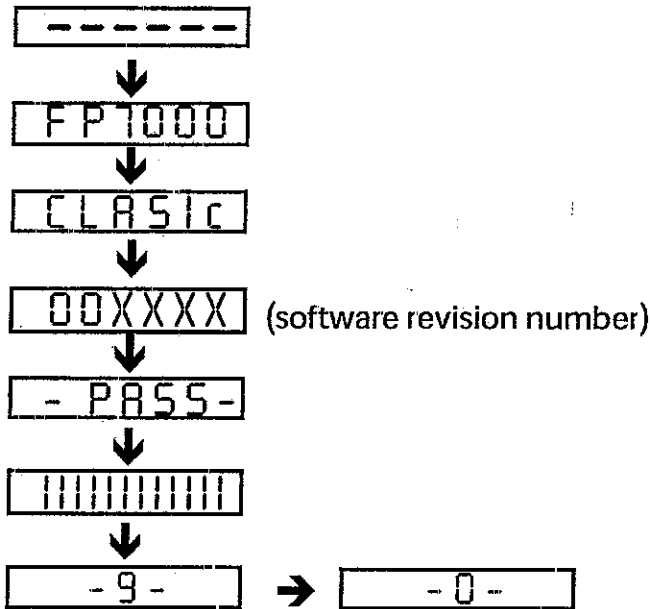 ------
FP7000
CLASIc
00XXXX (software revision number)
- PASS-
||||||||||||
-9- -0-